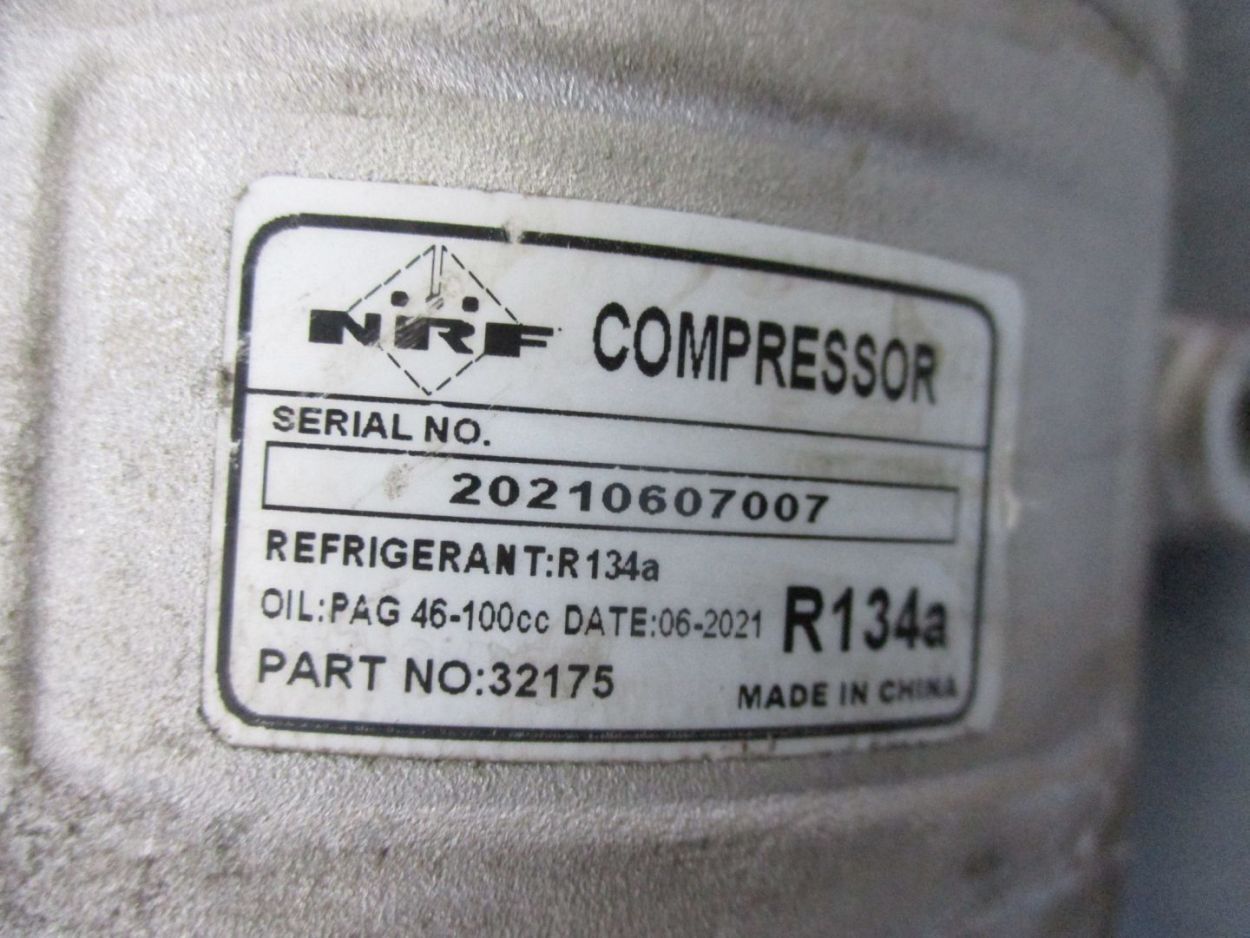 NRF COMPRESSOR
SERIAL NO.
20210607007
REFRIGERANT:R134a
OIL:PAG 46-100cc DATE:06-2021 R134a
PART NO:32175
MADE IN CHINA